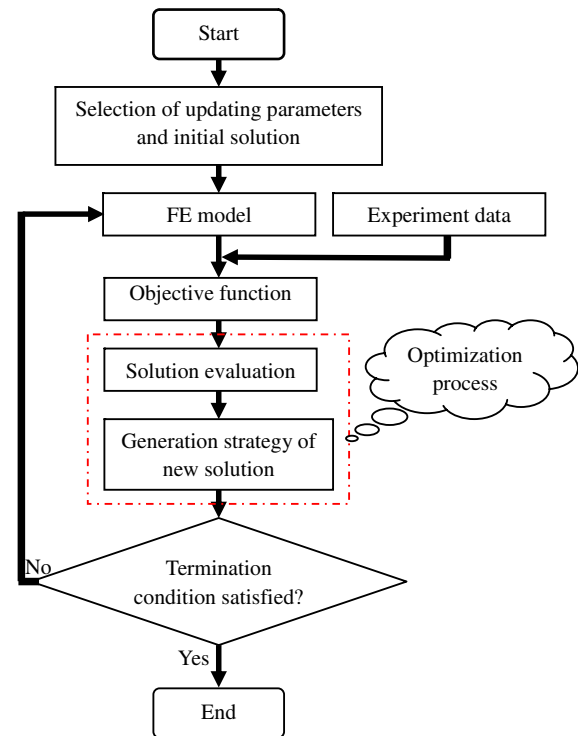 Start
Selection of updating parameters
and initial solution
FE model
Experiment data
Objective function
Solution evaluation
Optimization
process
Generation strategy of
new solution
No
Termination
condition satisfied?
Yes
End